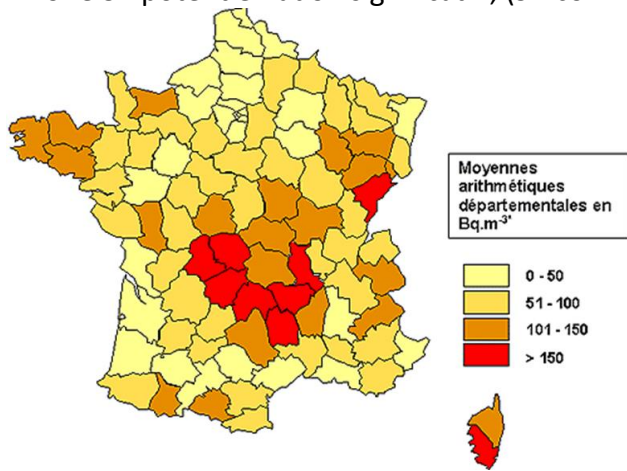 Moyennes
arithmétiques
départementales en
Bq.m⁻³'
0 - 50
51 - 100
101 - 150
> 150